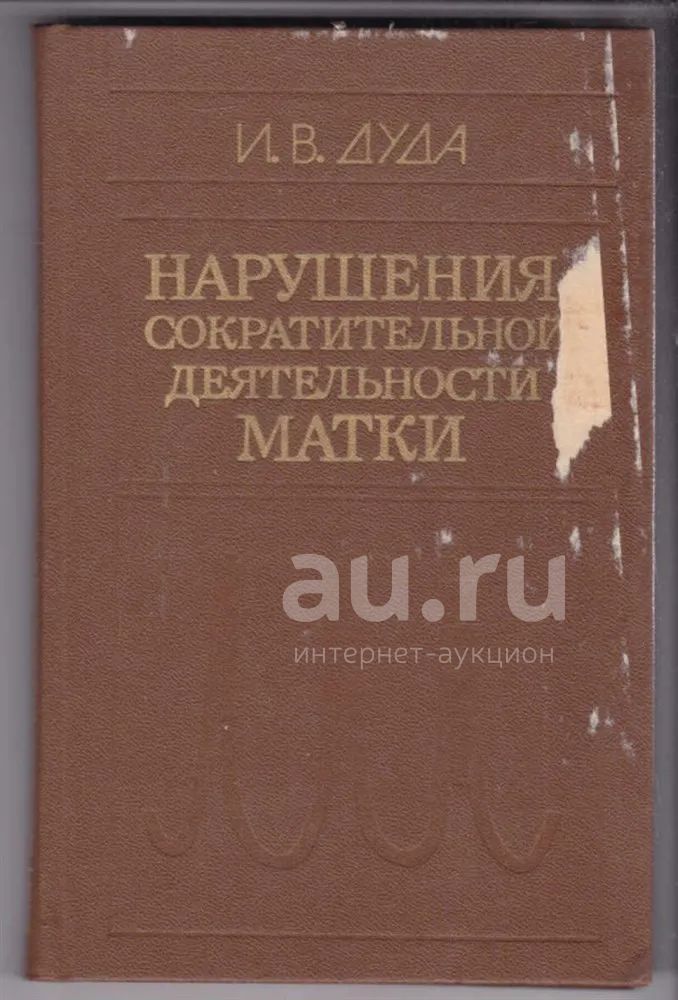 И. В. ДУДА
НАРУШЕНИЯ
СОКРАТИТЕЛЬНОЙ
ДЕЯТЕЛЬНОСТИ
МАТКИ
au.ru
интернет-аукцион